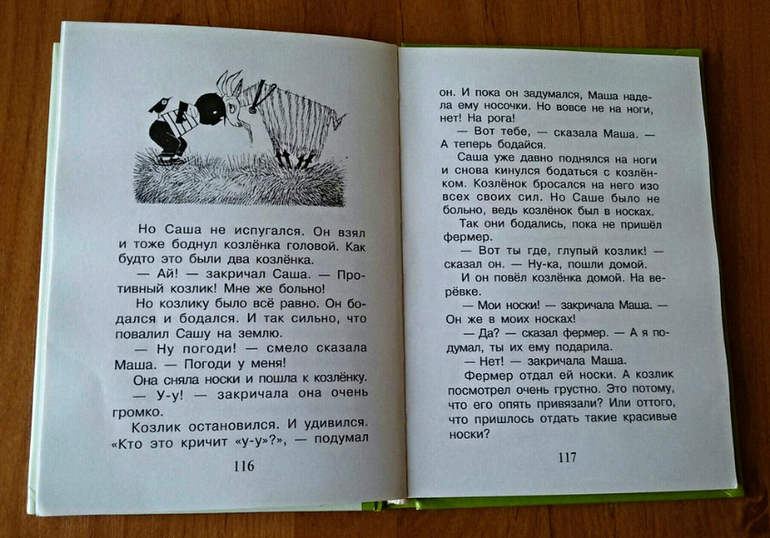 Но Саша не испугался. Он взял
и тоже боднул козлёнка головой. Как
будто это были два козлёнка.
— Ай! — закричал Саша. — Про-
тивный козлик! Мне же больно!
Но козлику было всё равно. Он бо-
дался и бодался. И так сильно, что
повалил Сашу на землю.
— Ну погоди! — смело сказала
Маша. — Погоди у меня!
Она сняла носки и пошла к козлёнку.
— У-у! — закричала она очень
громко.
Козлик остановился. И удивился.
«Кто это кричит «у-у»?», — подумал
116
он. И пока он задумался, Маша наде-
ла ему носочки. Но вовсе не на ноги,
нет! На рога!
— Вот тебе, — сказала Маша. —
А теперь бодайся.
Саша уже давно поднялся на ноги
и снова кинулся бодаться с козлён-
ком. Козлёнок бросался на него изо
всех своих сил. Но Саше было не
больно, ведь козлёнок был в носках.
Так они бодались, пока не пришёл
фермер.
— Вот ты где, глупый козлик! —
сказал он. — Ну-ка, пошли домой.
И он повёл козлёнка домой. На ве-
рёвке.
— Мои носки! — закричала Маша. —
Он же в моих носках!
— Да? — сказал фермер. — А я по-
думал, ты их ему подарила.
— Нет! — закричала Маша.
Фермер отдал ей носки. А козлик
посмотрел очень грустно. Это потому,
что его опять привязали? Или оттого,
что пришлось отдать такие красивые
носки?
117